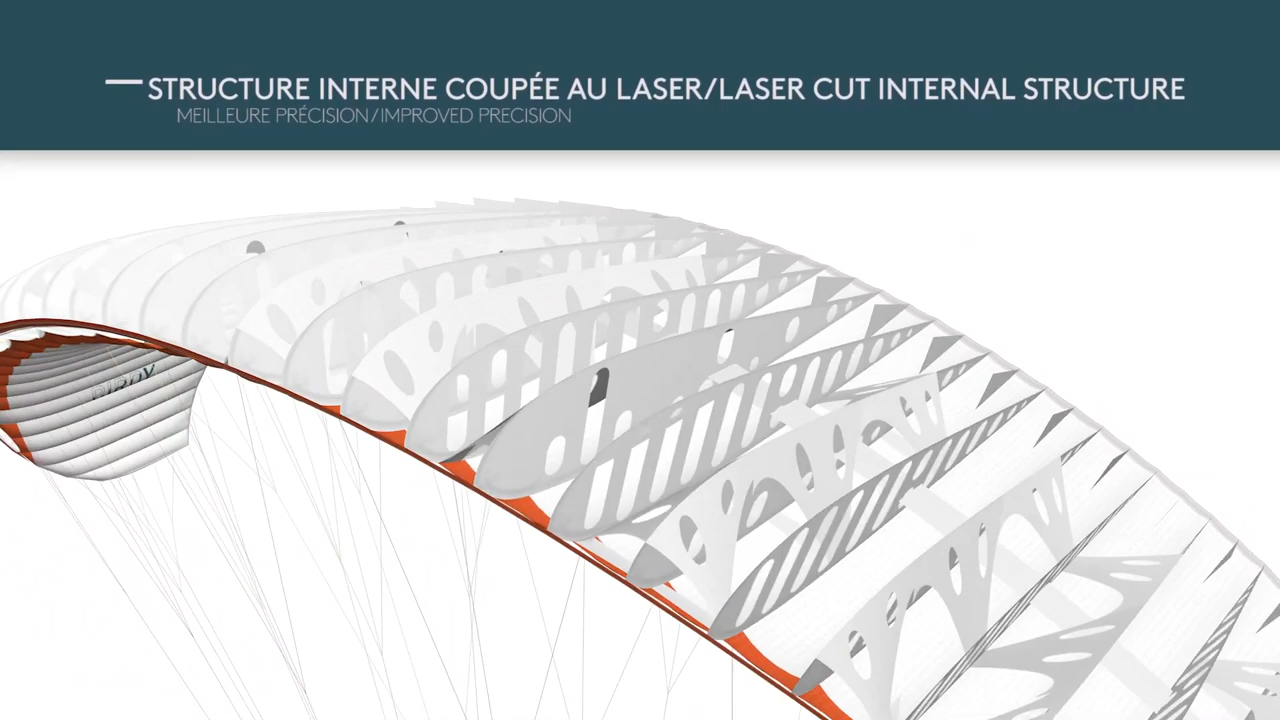 STRUCTURE INTERNE COUPÉE AU LASER/LASER CUT INTERNAL STRUCTURE
MEILLEURE PRÉCISION/IMPROVED PRECISION